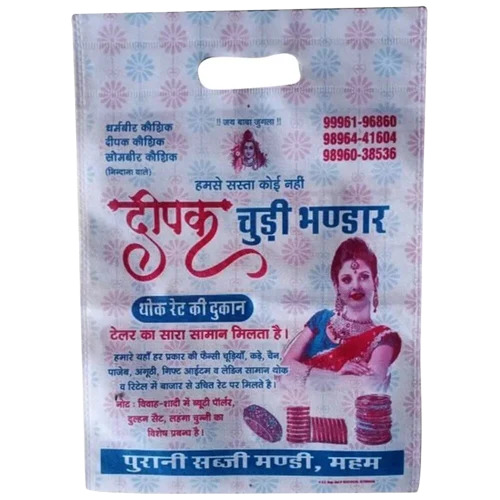 !! जय बाबा जुगला !!
धर्मबीर कौशिक
दीपक कौशिक
सोमबीर कौशिक
(निन्दाना वाले)
99961-96860
98964-41604
98960-38536
हमसे सस्ता कोई नहीं
दीपक चुड़ी भण्डार
थोक रेट की दुकान
टेलर का सारा सामान मिलता है।
हमारे यहाँ हर प्रकार की फैन्सी चूड़ियाँ, कड़े, चैन,
पाजेब, अंगूठी, गिफ्ट आईटम व लेडिज सामान थोक
व रिटेल में बाजार से उचित रेट पर मिलते है।
नोट : विवाह-शादी में ब्यूटी पॉर्लर,
दुल्हन सैट, लहंगा चुन्नी का
विशेष प्रबन्ध है।
पुरानी सब्जी मण्डी, महम